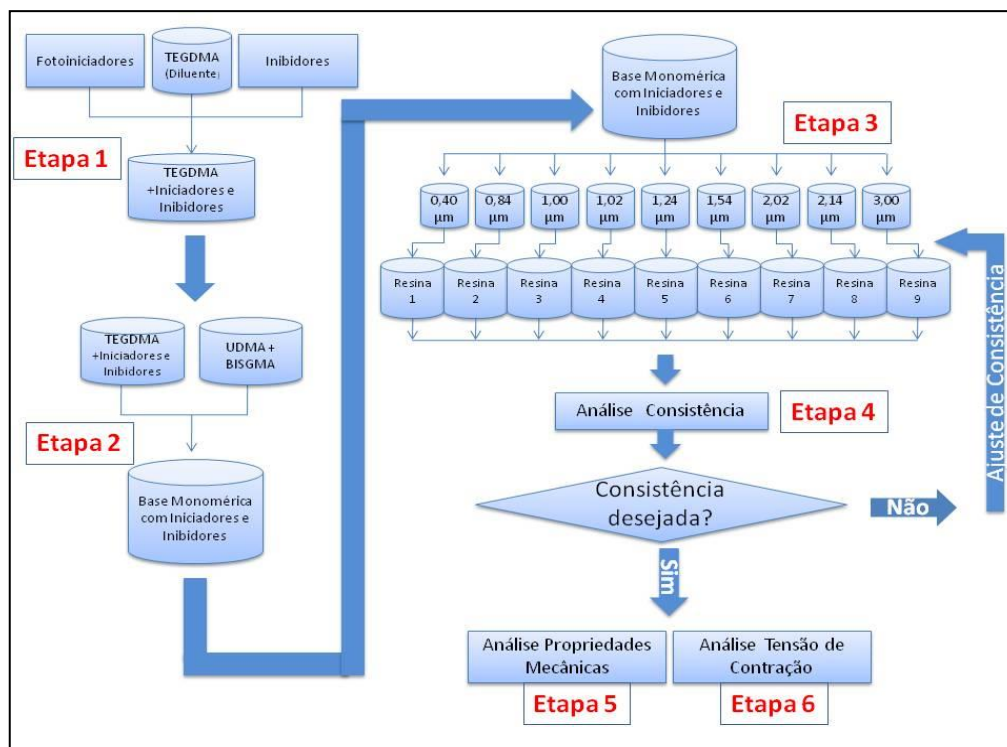 Fotoiniciadores
TEGDMA
(Diluente)
Inibidores
Etapa 1
TEGDMA
+Iniciadores e
Inibidores
TEGDMA
+Iniciadores e
Inibidores
UDMA +
BISGMA
Etapa 2
Base Monomérica
com Iniciadores e
Inibidores
Base Monomérica
com Iniciadores e
Inibidores
Etapa 3
0,40
µm
0,84
µm
1,00
µm
1,02
µm
1,24
µm
1,54
µm
2,02
µm
2,14
µm
3,00
µm
Resina
1
Resina
2
Resina
3
Resina
4
Resina
5
Resina
6
Resina
7
Resina
8
Resina
9
Análise Consistência
Etapa 4
Consistência
desejada?
Não
Ajuste de Consistência
Sim
Análise Propriedades
Mecânicas
Etapa 5
Análise Tensão de
Contração
Etapa 6